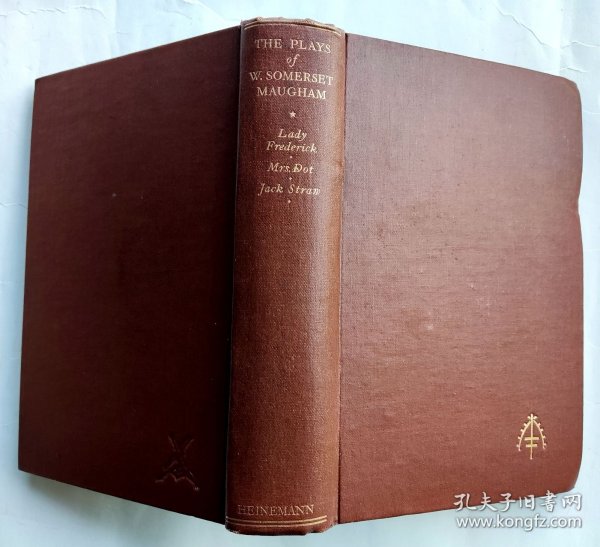 THE PLAYS
of
W. SOMERSET
MAUGHAM
Lady
Frederick
Mrs. Dot
Jack Straw
HEINEMANN
孔夫子旧书网
www.kongfz.com